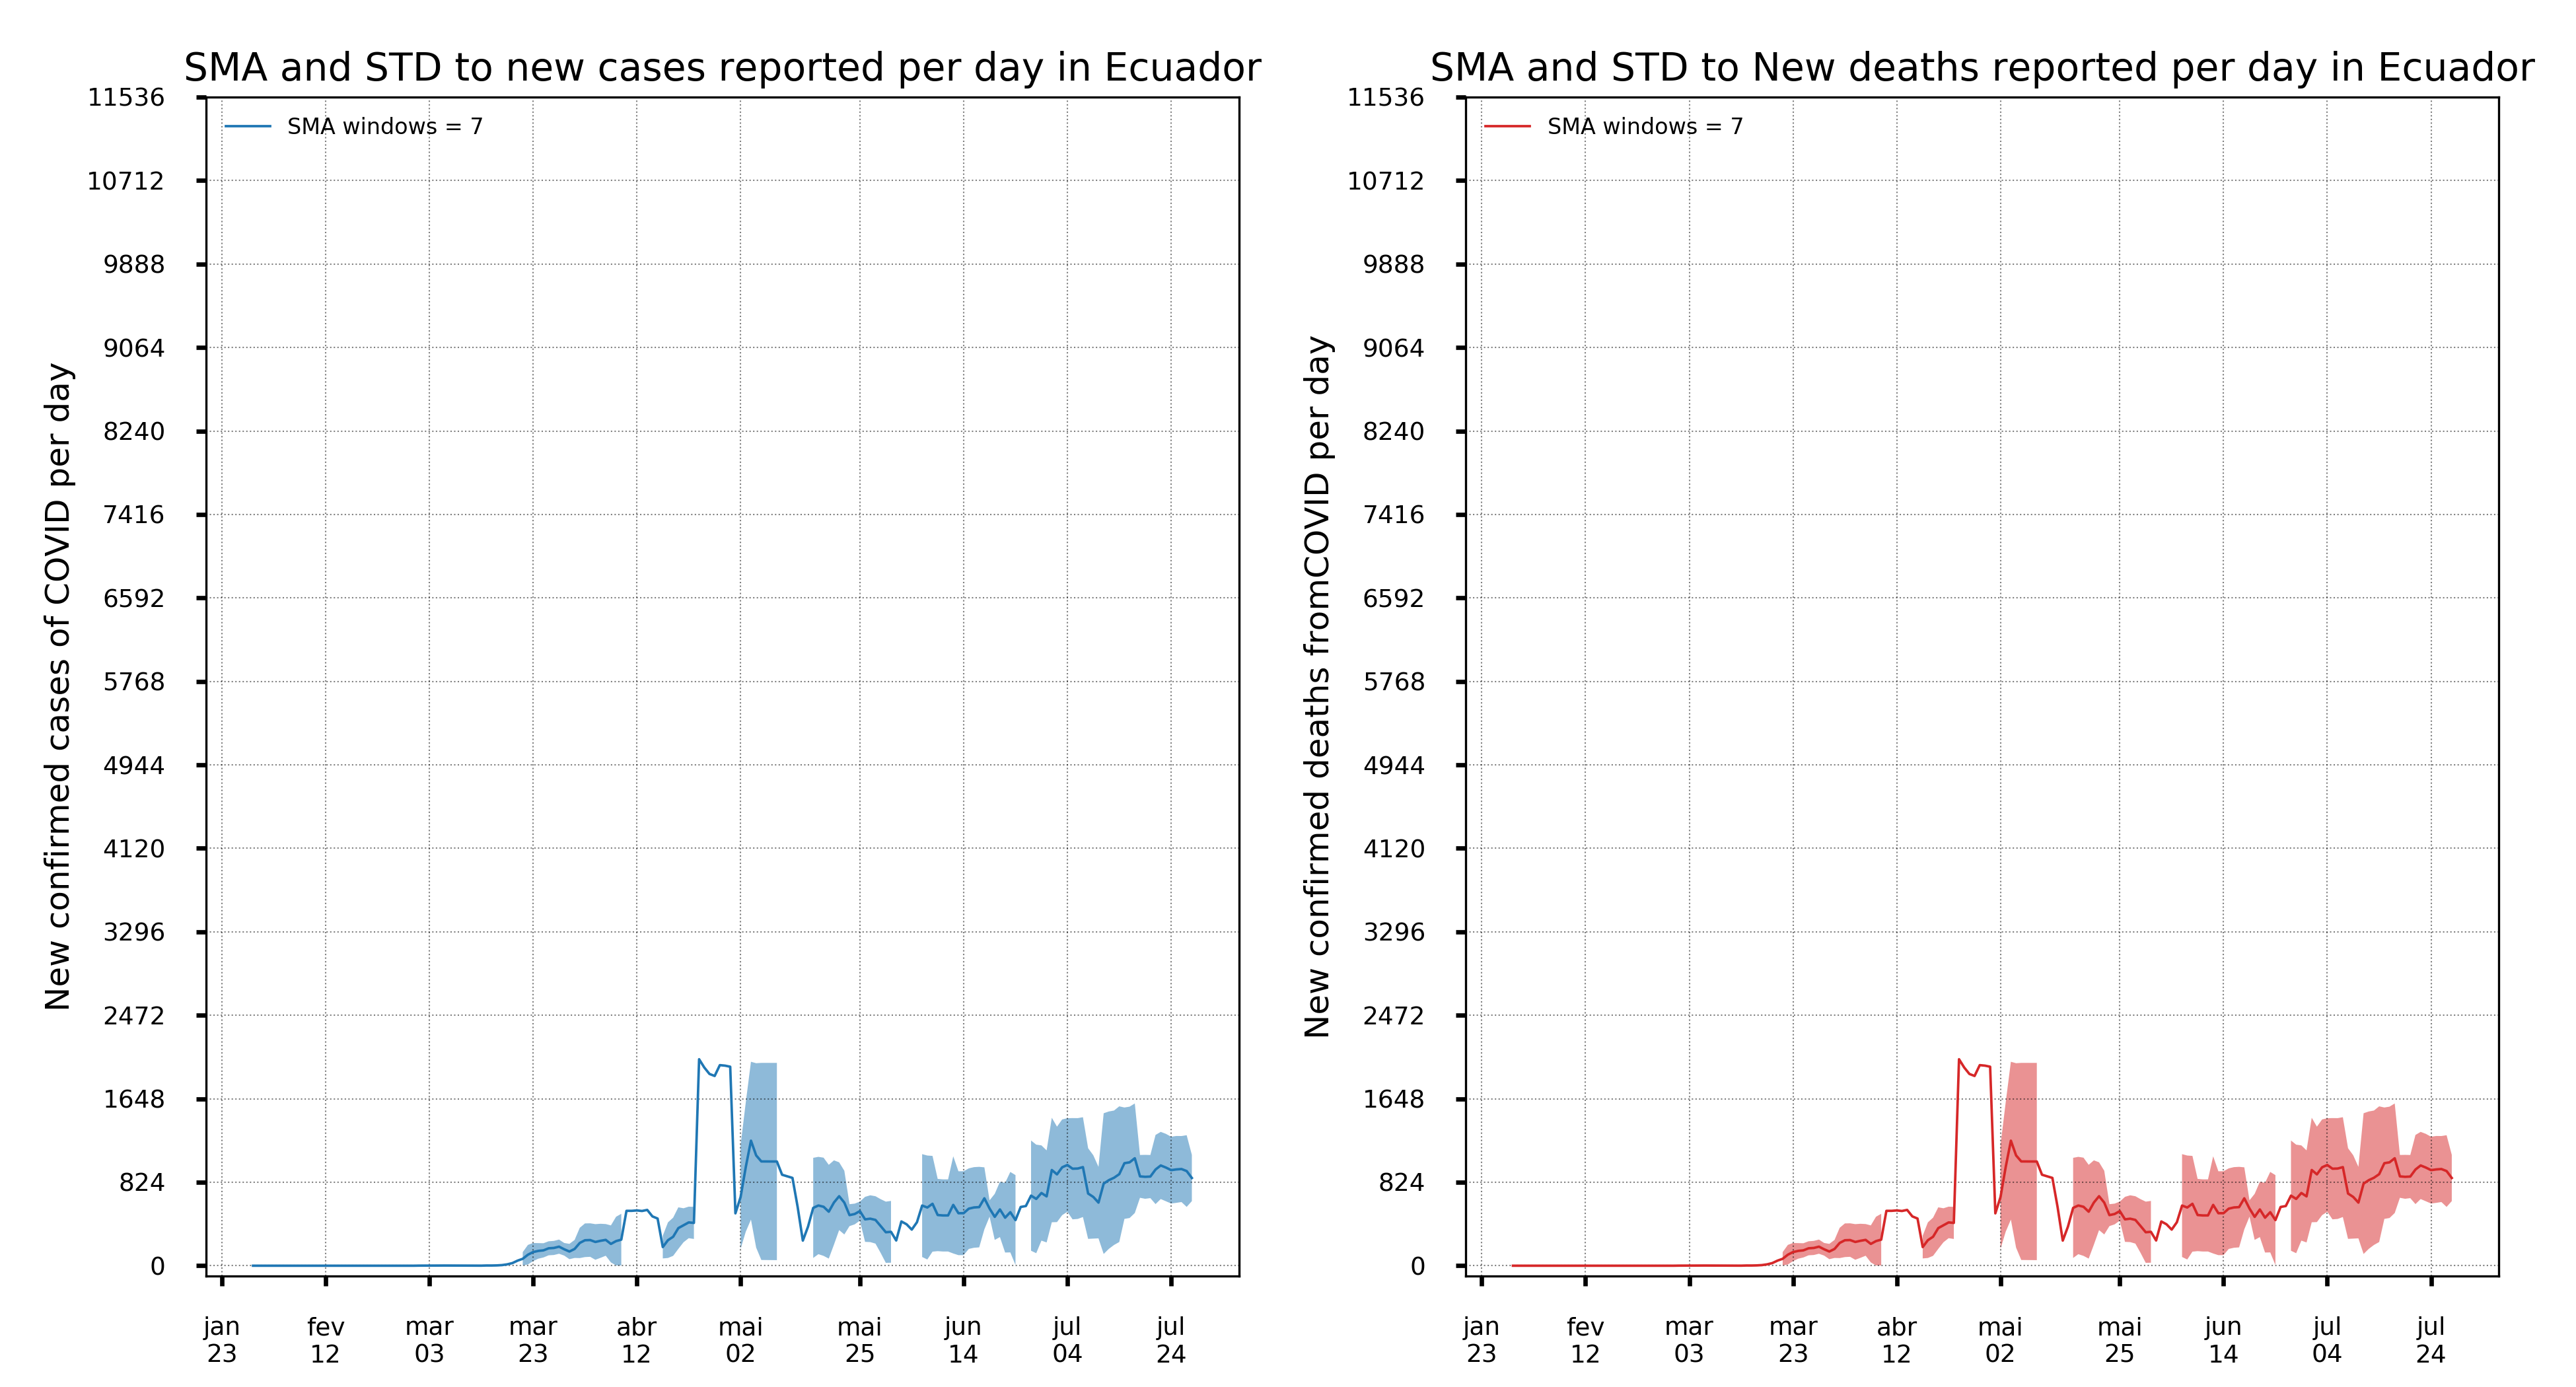 SMA and STD to new cases reported per day in Ecuador
New confirmed cases of COVID per day
11536
10712
9888
9064
8240
7416
6592
5768
4944
4120
3296
2472
1648
824
0
SMA windows = 7
jan 23
fev 12
mar 03
mar 23
abr 12
mai 02
mai 25
jun 14
jul 04
jul 24
SMA and STD to New deaths reported per day in Ecuador
New confirmed deaths fromCOVID per day
11536
10712
9888
9064
8240
7416
6592
5768
4944
4120
3296
2472
1648
824
0
SMA windows = 7
jan 23
fev 12
mar 03
mar 23
abr 12
mai 02
mai 25
jun 14
jul 04
jul 24